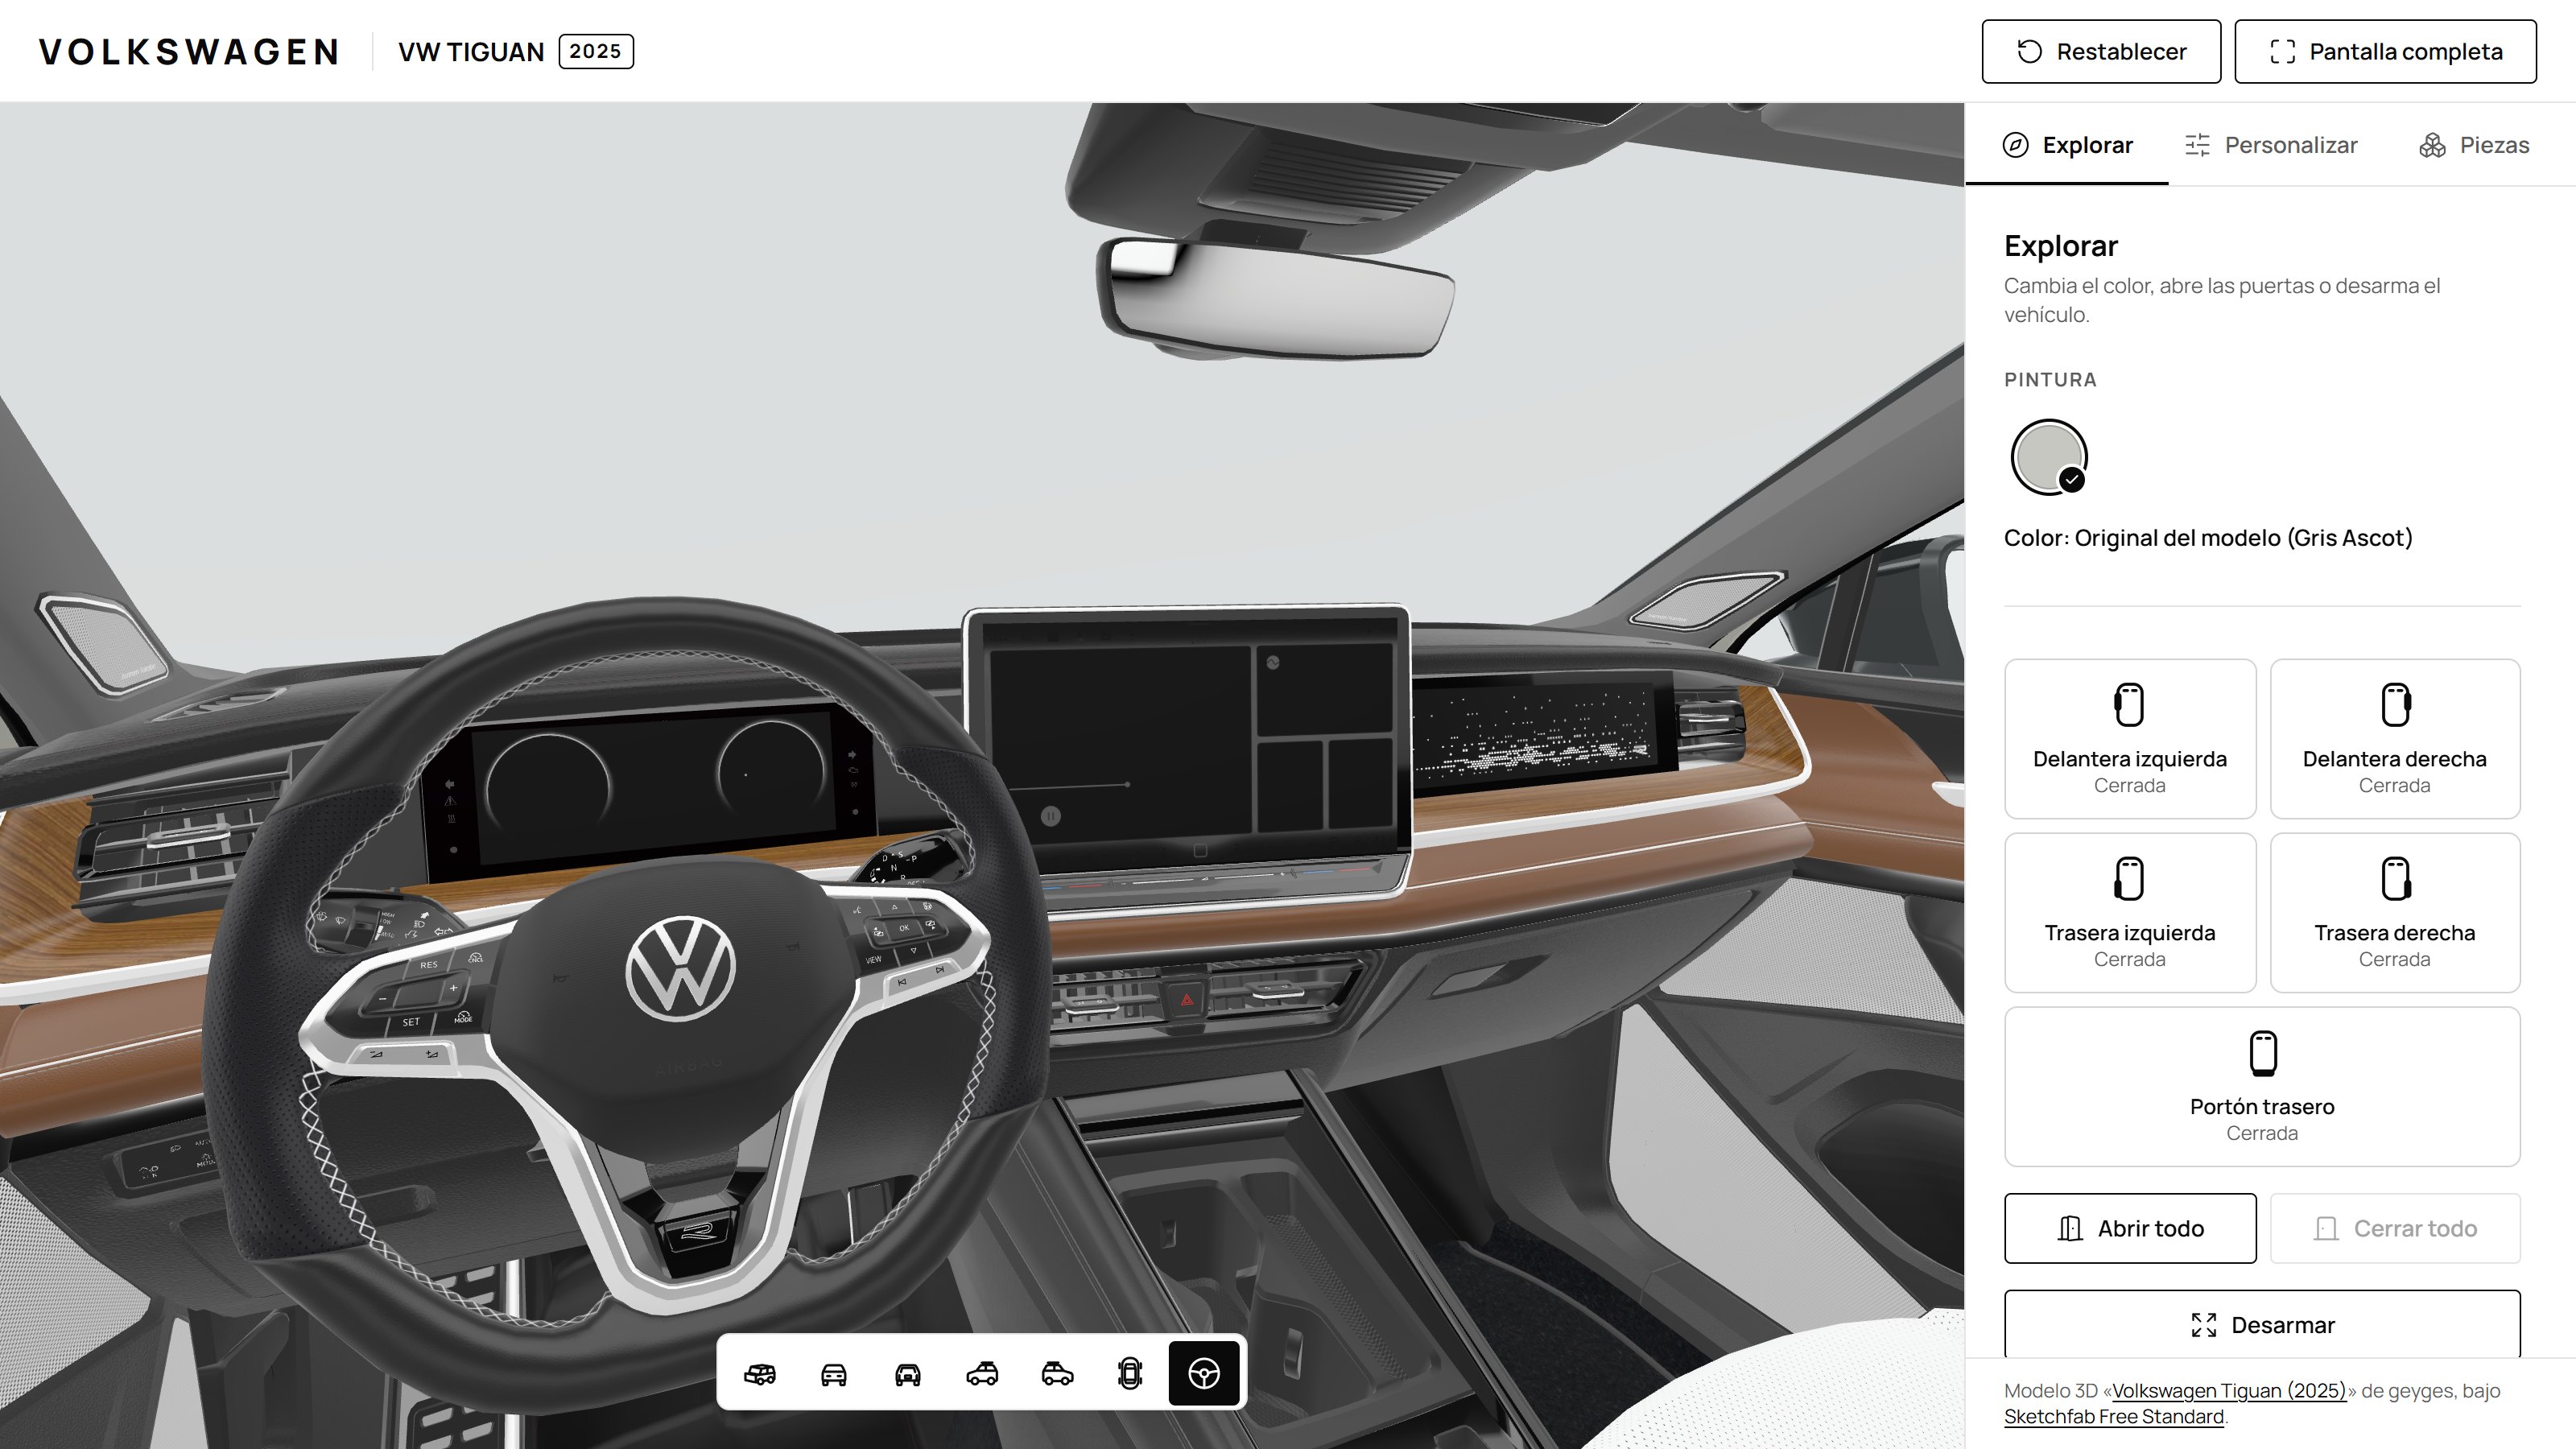 VOLKSWAGEN
VW TIGUAN 2025
Restablecer
Pantalla completa
Explorar
Personalizar
Piezas
Explorar
Cambia el color, abre las puertas o desarma el
vehículo.
PINTURA
Color: Original del modelo (Gris Ascot)
Delantera izquierda
Cerrada
Delantera derecha
Cerrada
Trasera izquierda
Cerrada
Trasera derecha
Cerrada
Portón trasero
Cerrada
Abrir todo
Cerrar todo
Desarmar
Modelo 3D «Volkswagen Tiguan (2025)» de geyges, bajo
Sketchfab Free Standard.
D S P
N
R
RES
CNCL
SET
MODE
OK
VIEW
AIRBAG
R